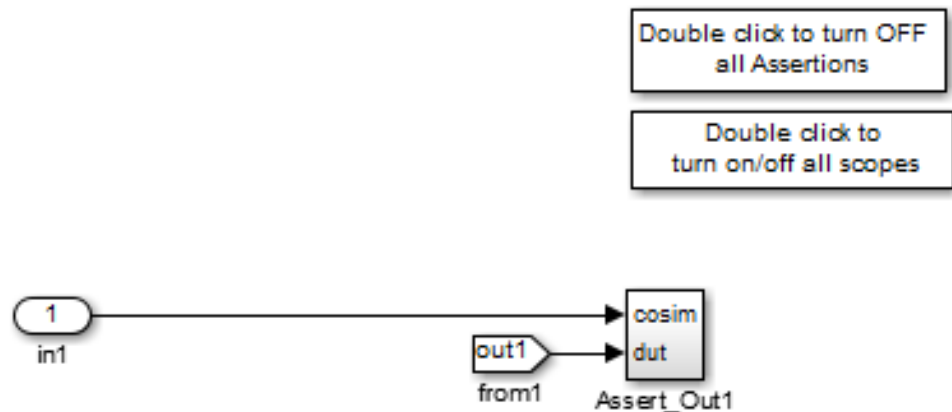 Double click to turn OFF
all Assertions
Double click to
turn on/off all scopes
1
in1
out1
from1
cosim
dut
Assert_Out1